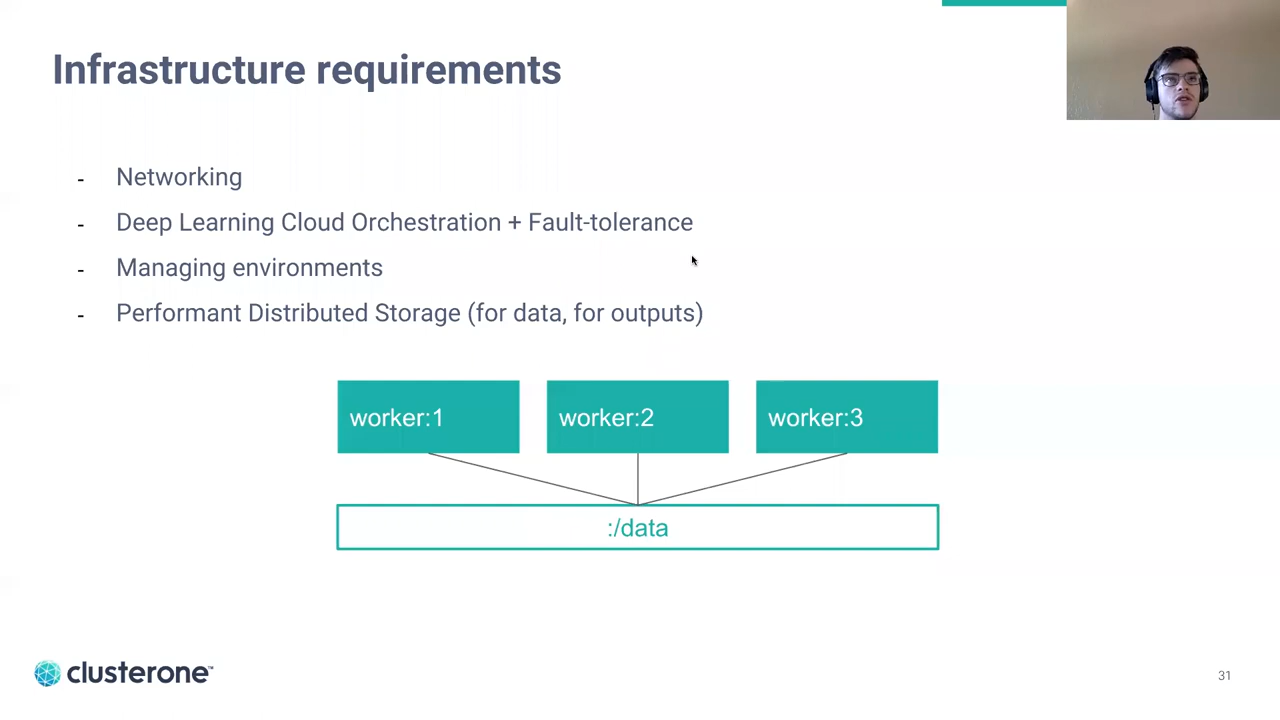 Infrastructure requirements
- Networking
- Deep Learning Cloud Orchestration + Fault-tolerance
- Managing environments
- Performant Distributed Storage (for data, for outputs)
worker:1
worker:2
worker:3
:/data
clusterone™
31